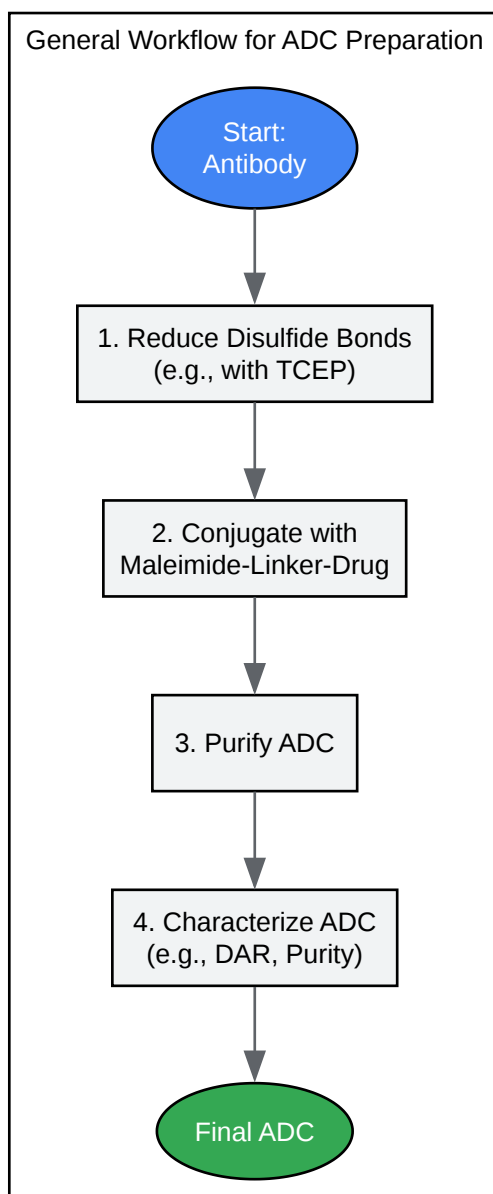 General Workflow for ADC Preparation
Start:
Antibody
1. Reduce Disulfide Bonds
(e.g., with TCEP)
2. Conjugate with
Maleimide-Linker-Drug
3. Purify ADC
4. Characterize ADC
(e.g., DAR, Purity)
Final ADC